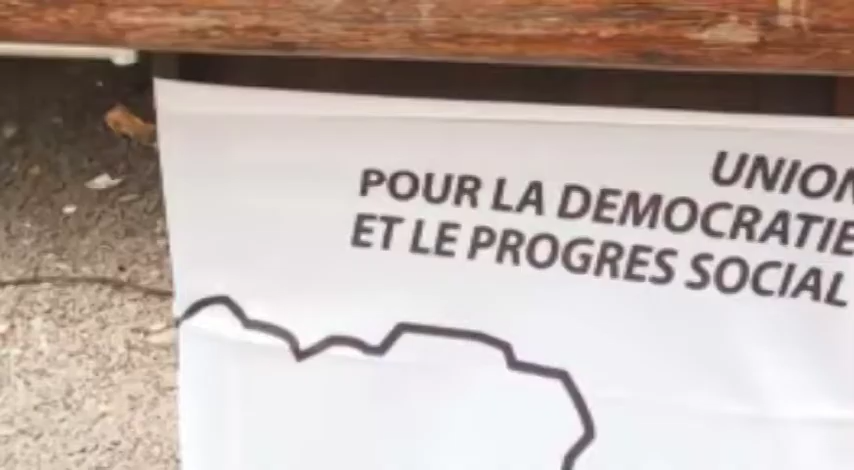 UNION
POUR LA DEMOCRATIE
ET LE PROGRES SOCIAL